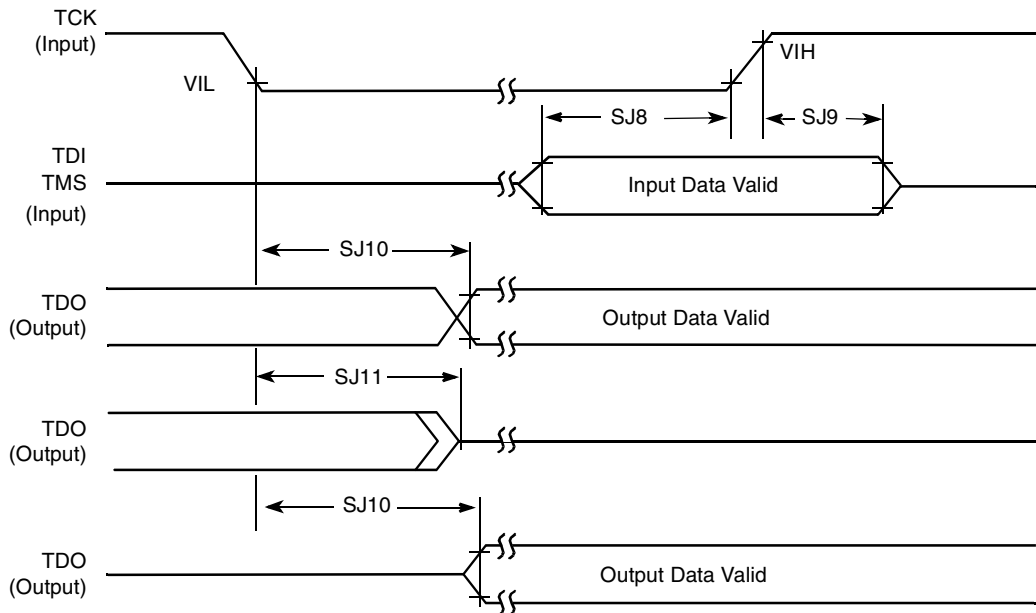 TCK
(Input)
VIL
VIH
SJ8
SJ9
TDI
TMS
(Input)
Input Data Valid
SJ10
TDO
(Output)
Output Data Valid
SJ11
TDO
(Output)
SJ10
TDO
(Output)
Output Data Valid